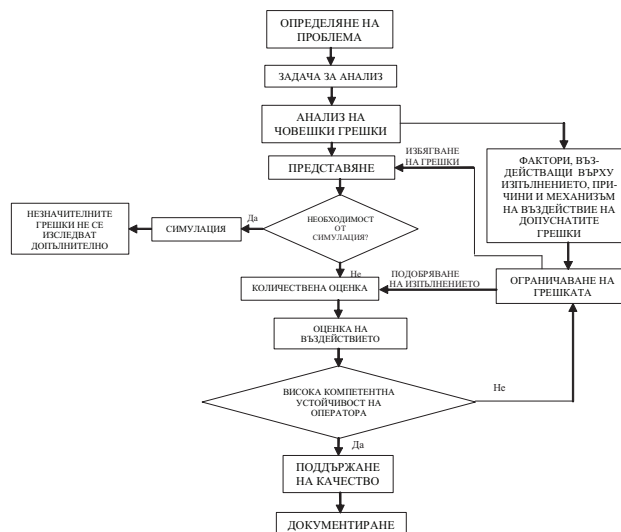 ОПРЕДЕЛЯНЕ НА
ПРОБЛЕМА
ЗАДАЧА ЗА АНАЛИЗ
АНАЛИЗ НА
ЧОВЕШКИ ГРЕШКИ
ИЗБЯГВАНЕ
НА ГРЕШКИ
ФАКТОРИ, ВЪЗ-
ДЕЙСТВАЩИ ВЪРХУ
ИЗПЪЛНЕНИЕТО, ПРИ-
ЧИНИ И МЕХАНИЗЪМ
НА ВЪЗДЕЙСТВИЕ НА
ДОПУСНАТИТЕ
ГРЕШКИ
ПРЕДСТАВЯНЕ
НЕОБХОДИМОСТ
ОТ
СИМУЛАЦИЯ?
Да
СИМУЛАЦИЯ
НЕЗНАЧИТЕЛНИТЕ
ГРЕШКИ НЕ СЕ
ИЗСЛЕДВАТ
ДОПЪЛНИТЕЛНО
Не
ПОДОБРЯВАНЕ
НА ИЗПЪЛНЕНИЕТО
ОГРАНИЧАВАНЕ НА
ГРЕШКАТА
КОЛИЧЕСТВЕНА ОЦЕНКА
ОЦЕНКА НА
ВЪЗДЕЙСТВИЕТО
ВИСОКА КОМПЕТЕНТНА
УСТОЙЧИВОСТ НА
ОПЕРАТОРА
Не
Да
ПОДДЪРЖАНЕ
НА КАЧЕСТВО
ДОКУМЕНТИРАНЕ